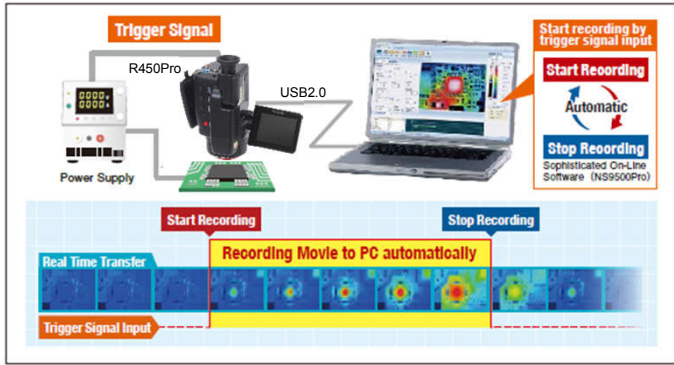 Trigger Signal
R450Pro
USB2.0
Power Supply
Start recording by
trigger signal input
Start Recording
Automatic
Stop Recording
Sophisticated On-Line
Software (NS9500Pro)
Start Recording
Stop Recording
Recording Movie to PC automatically
Real Time Transfer
Trigger Signal Input